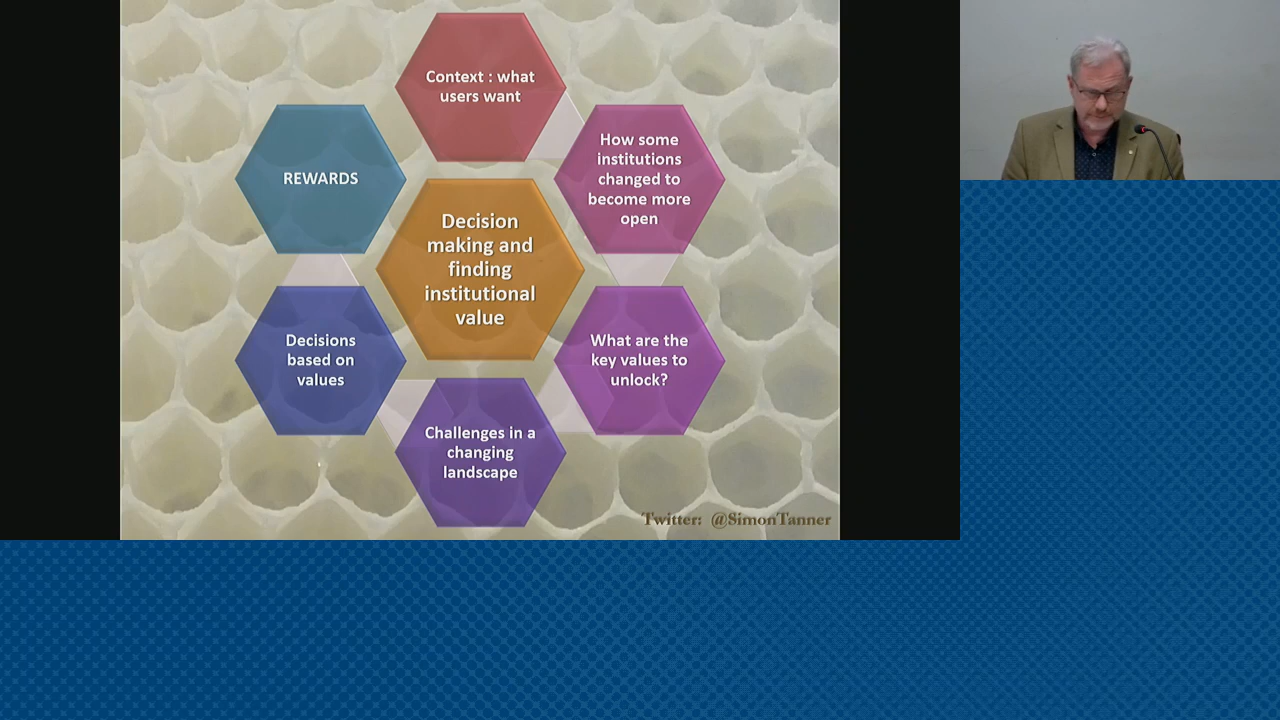 Context : what
users want
How some
institutions
changed to
become more
open
REWARDS
Decision
making and
finding
institutional
value
What are the
key values to
unlock?
Decisions
based on
values
Challenges in a
changing
landscape
Twitter: @SimonTanner